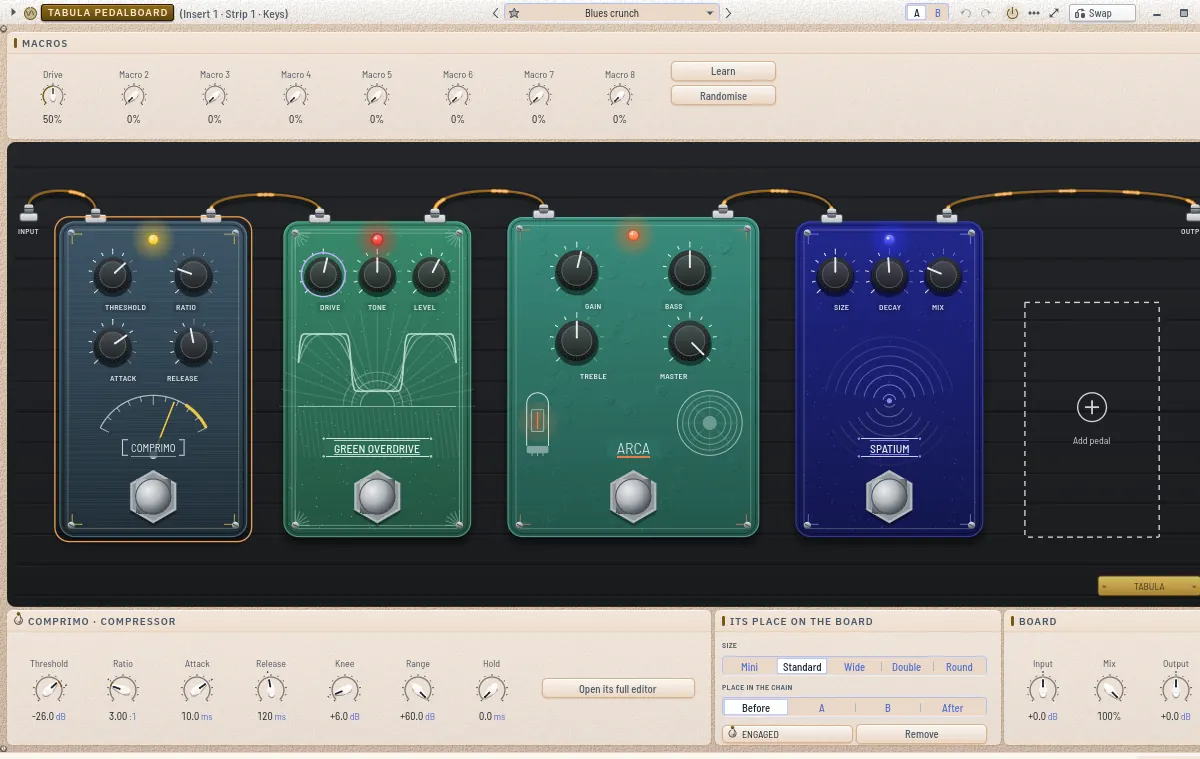 TABULA PEDALBOARD (Insert 1 · Strip 1 · Keys) Blues crunch A B Swap
MACROS
Drive Macro 2 Macro 3 Macro 4 Macro 5 Macro 6 Macro 7 Macro 8
50% 0% 0% 0% 0% 0% 0% 0%
Learn
Randomise
INPUT
OUTP
THRESHOLD RATIO
ATTACK RELEASE
COMPRIMO
DRIVE TONE LEVEL
GREEN OVERDRIVE
GAIN BASS
TREBLE MASTER
ARCA
SIZE DECAY MIX
SPATIUM
Add pedal
TABULA
COMPRIMO · COMPRESSOR
Threshold Ratio Attack Release Knee Range Hold
-26.0 dB 3.00 :1 10.0 ms 120 ms +6.0 dB +60.0 dB 0.0 ms
Open its full editor
ITS PLACE ON THE BOARD
SIZE
Mini Standard Wide Double Round
PLACE IN THE CHAIN
Before A B After
ENGAGED Remove
BOARD
Input Mix Output
+0.0 dB 100% +0.0 dB